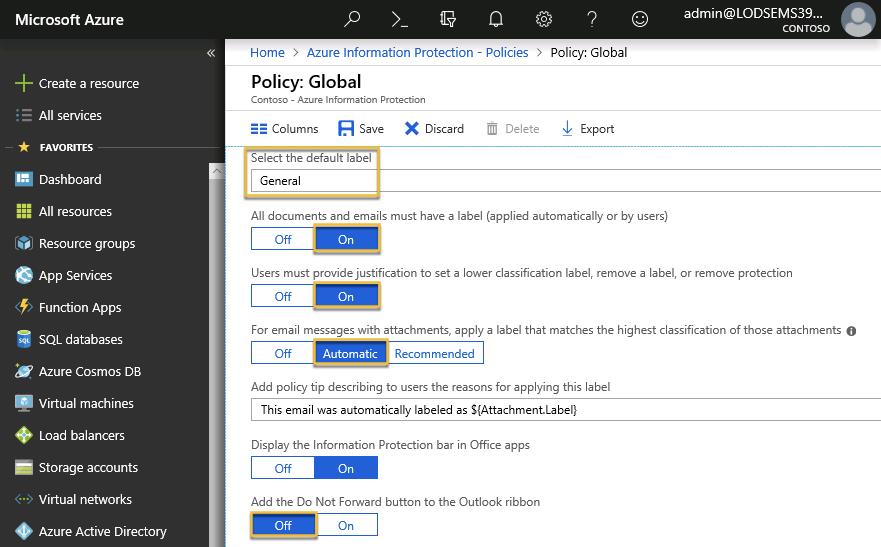 Microsoft Azure
admin@LODSEMS39...
CONTOSO
Create a resource
All services
FAVORITES
Dashboard
All resources
Resource groups
App Services
Function Apps
SQL databases
Azure Cosmos DB
Virtual machines
Load balancers
Storage accounts
Virtual networks
Azure Active Directory
Home > Azure Information Protection - Policies > Policy: Global
Policy: Global
Contoso - Azure Information Protection
Columns Save Discard Delete Export
Select the default label
General
All documents and emails must have a label (applied automatically or by users)
Off On
Users must provide justification to set a lower classification label, remove a label, or remove protection
Off On
For email messages with attachments, apply a label that matches the highest classification of those attachments
Off Automatic Recommended
Add policy tip describing to users the reasons for applying this label
This email was automatically labeled as ${Attachment.Label}
Display the Information Protection bar in Office apps
Off On
Add the Do Not Forward button to the Outlook ribbon
Off On